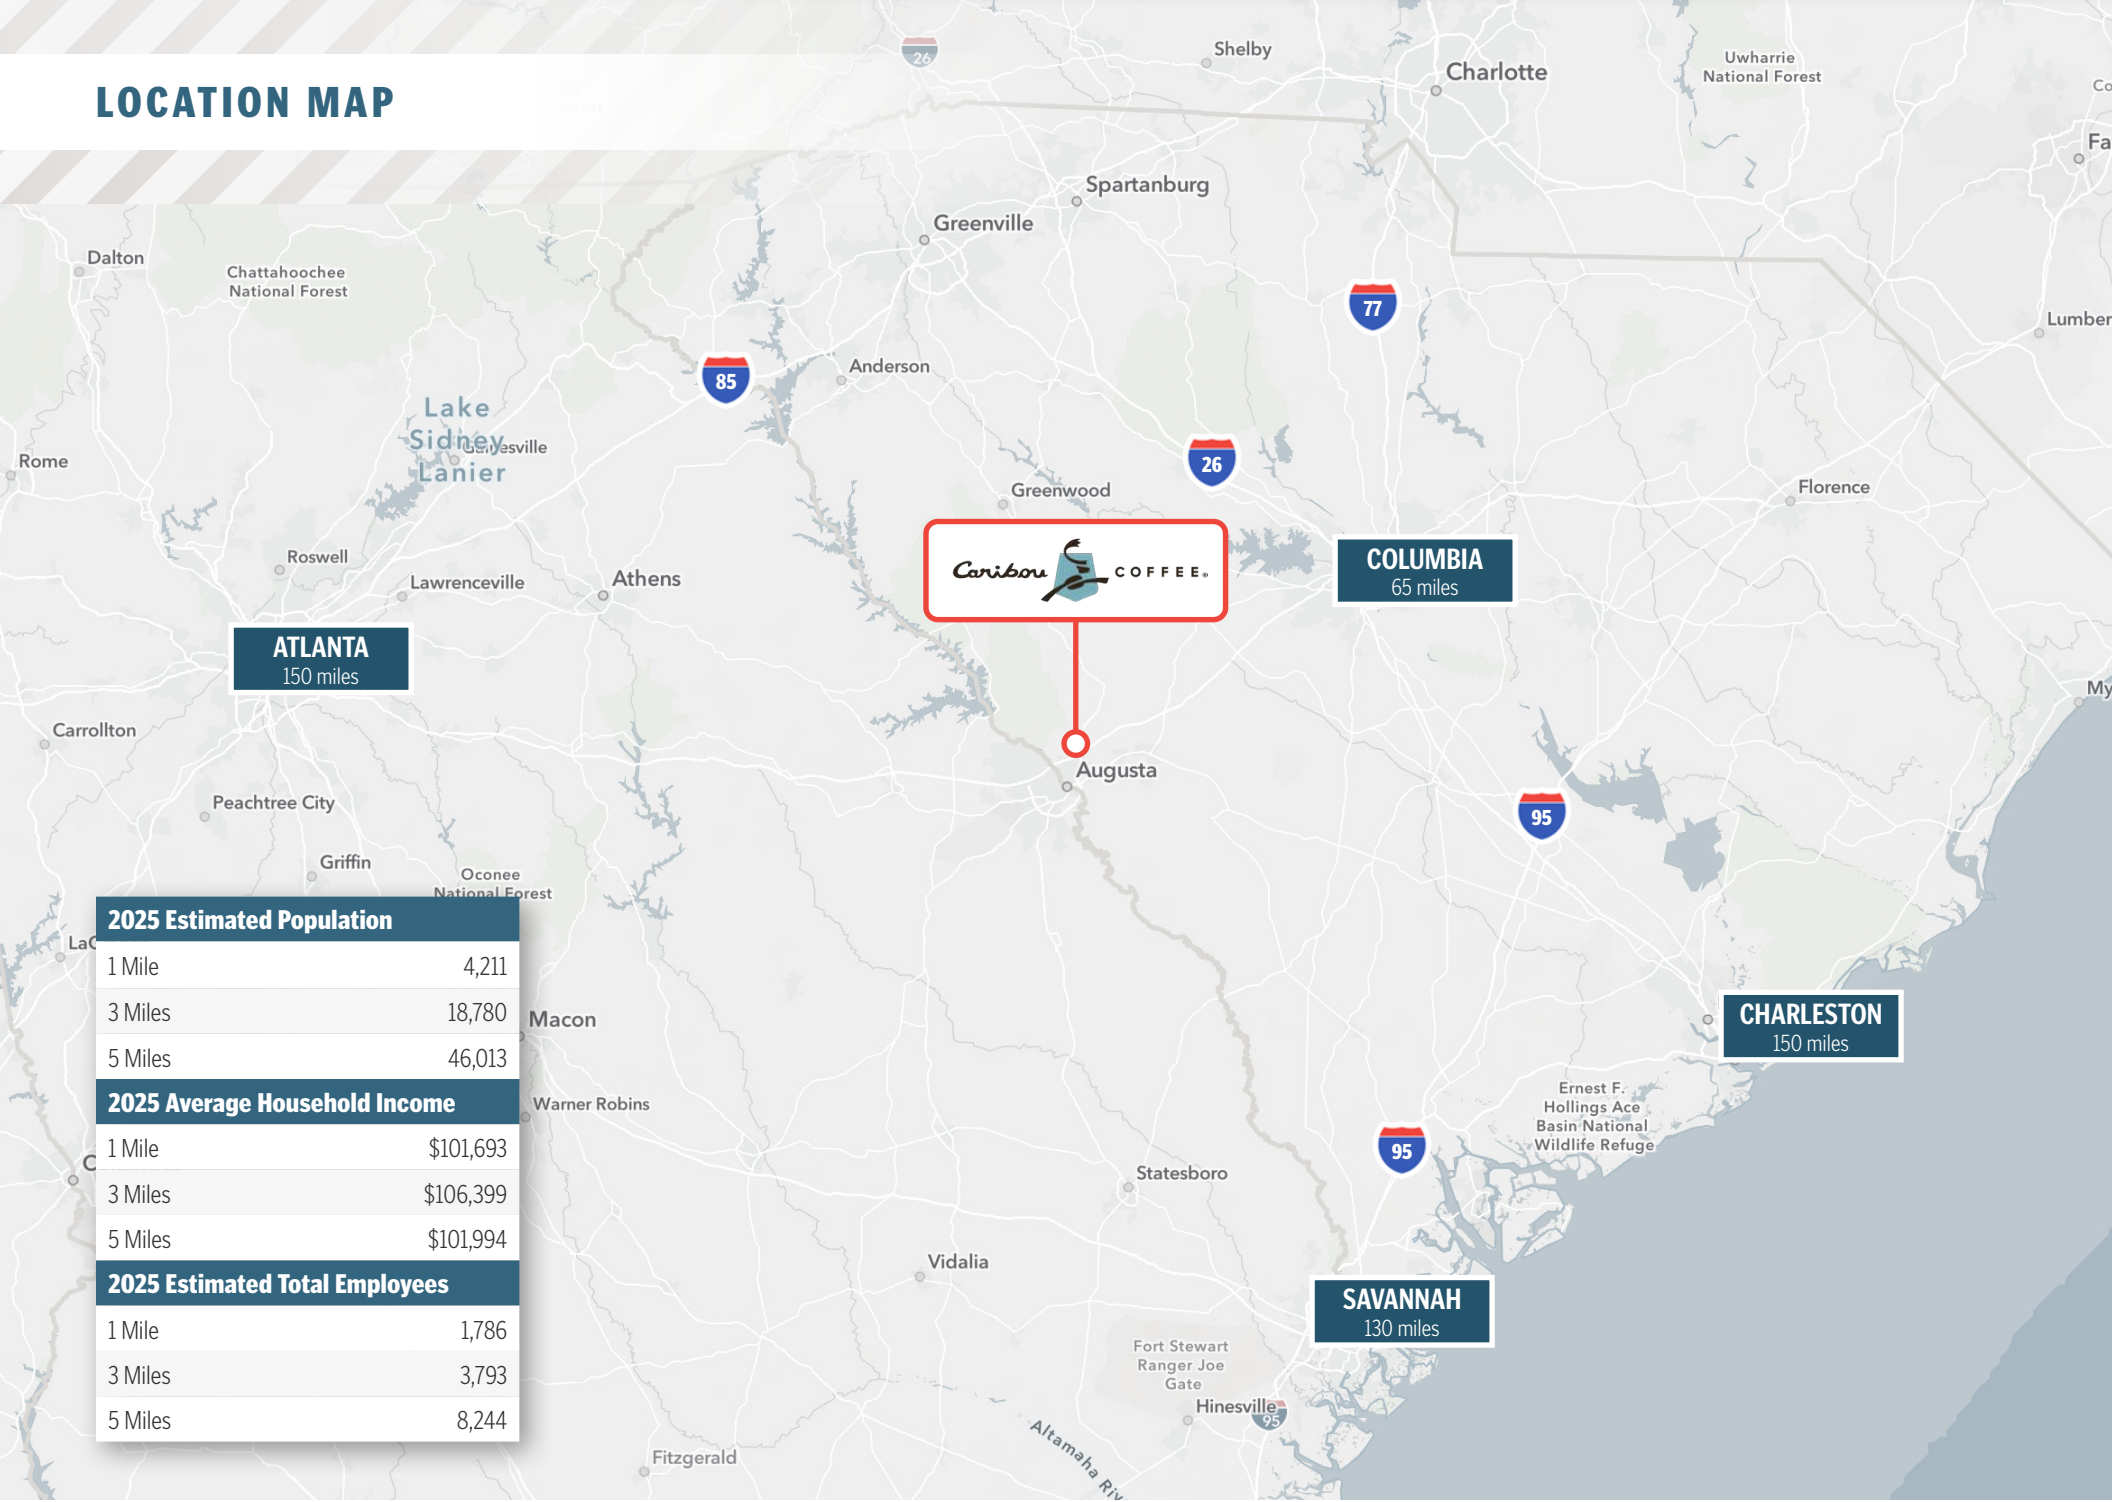 LOCATION MAP
26
Shelby
Charlotte
Uwharrie
National Forest
Spartanburg
Greenville
Dalton
Chattahoochee
National Forest
77
Lumber
85
Anderson
Lake
Sidney
Lanier
26
Rome
Greenwood
Florence
Caribou COFFEE®
COLUMBIA
65 miles
Roswell
Lawrenceville
Athens
ATLANTA
150 miles
My
Carrollton
Augusta
Peachtree City
95
Griffin
Oconee
National Forest
2025 Estimated Population
1 Mile 4,211
3 Miles 18,780
5 Miles 46,013
2025 Average Household Income
1 Mile $101,693
3 Miles $106,399
5 Miles $101,994
2025 Estimated Total Employees
1 Mile 1,786
3 Miles 3,793
5 Miles 8,244
Macon
Warner Robins
CHARLESTON
150 miles
Ernest F.
Hollings Ace
Basin National
Wildlife Refuge
95
Statesboro
Vidalia
SAVANNAH
130 miles
Fort Stewart
Ranger Joe
Gate
Hinesville
95
Altamaha Riv
Fitzgerald